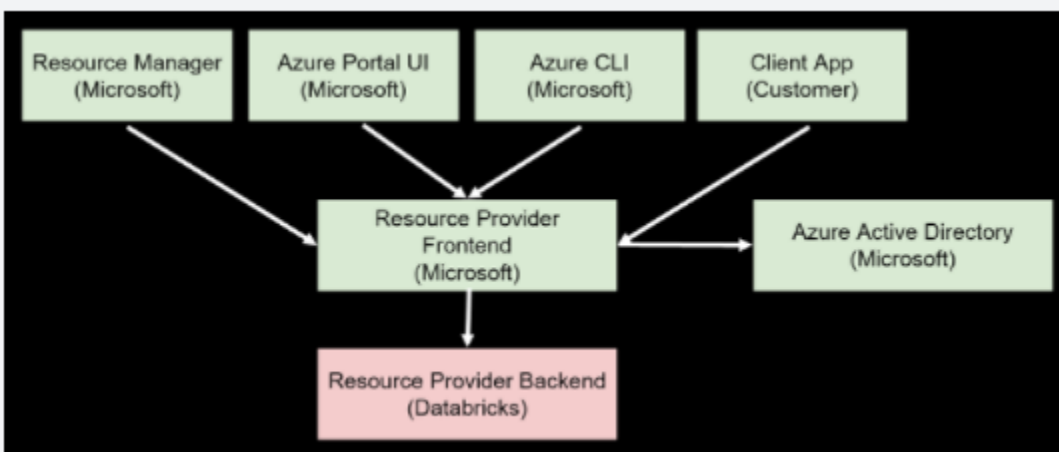 Resource Manager
(Microsoft)
Azure Portal UI
(Microsoft)
Azure CLI
(Microsoft)
Client App
(Customer)
Resource Provider
Frontend
(Microsoft)
Azure Active Directory
(Microsoft)
Resource Provider Backend
(Databricks)